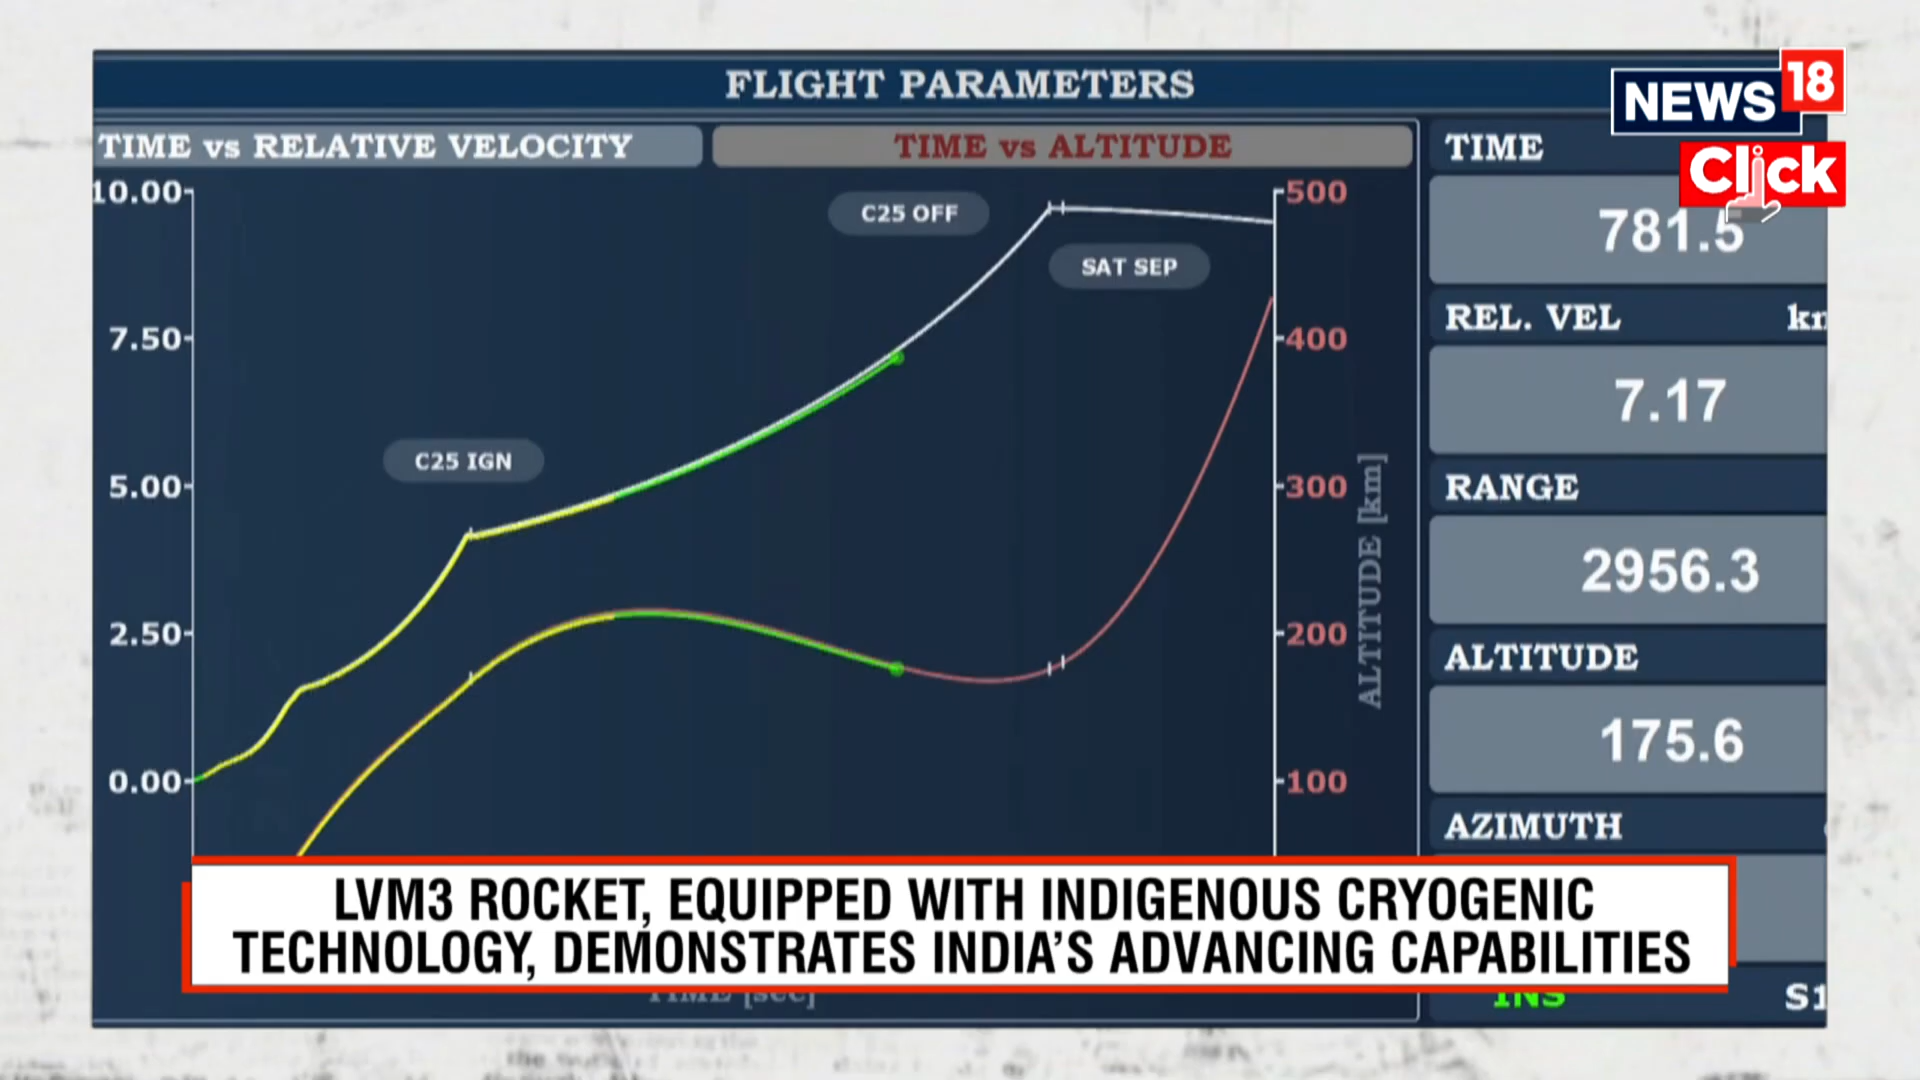 FLIGHT PARAMETERS
NEWS 18
Click
TIME vs RELATIVE VELOCITY
TIME vs ALTITUDE
TIME
10.00
7.50
5.00
2.50
0.00
C25 IGN
C25 OFF
SAT SEP
500
400
300
200
100
ALTITUDE [km]
781.5
REL. VEL
7.17
RANGE
2956.3
ALTITUDE
175.6
AZIMUTH
LVM3 ROCKET, EQUIPPED WITH INDIGENOUS CRYOGENIC
TECHNOLOGY, DEMONSTRATES INDIA'S ADVANCING CAPABILITIES
TIME [sec]
INS
S1